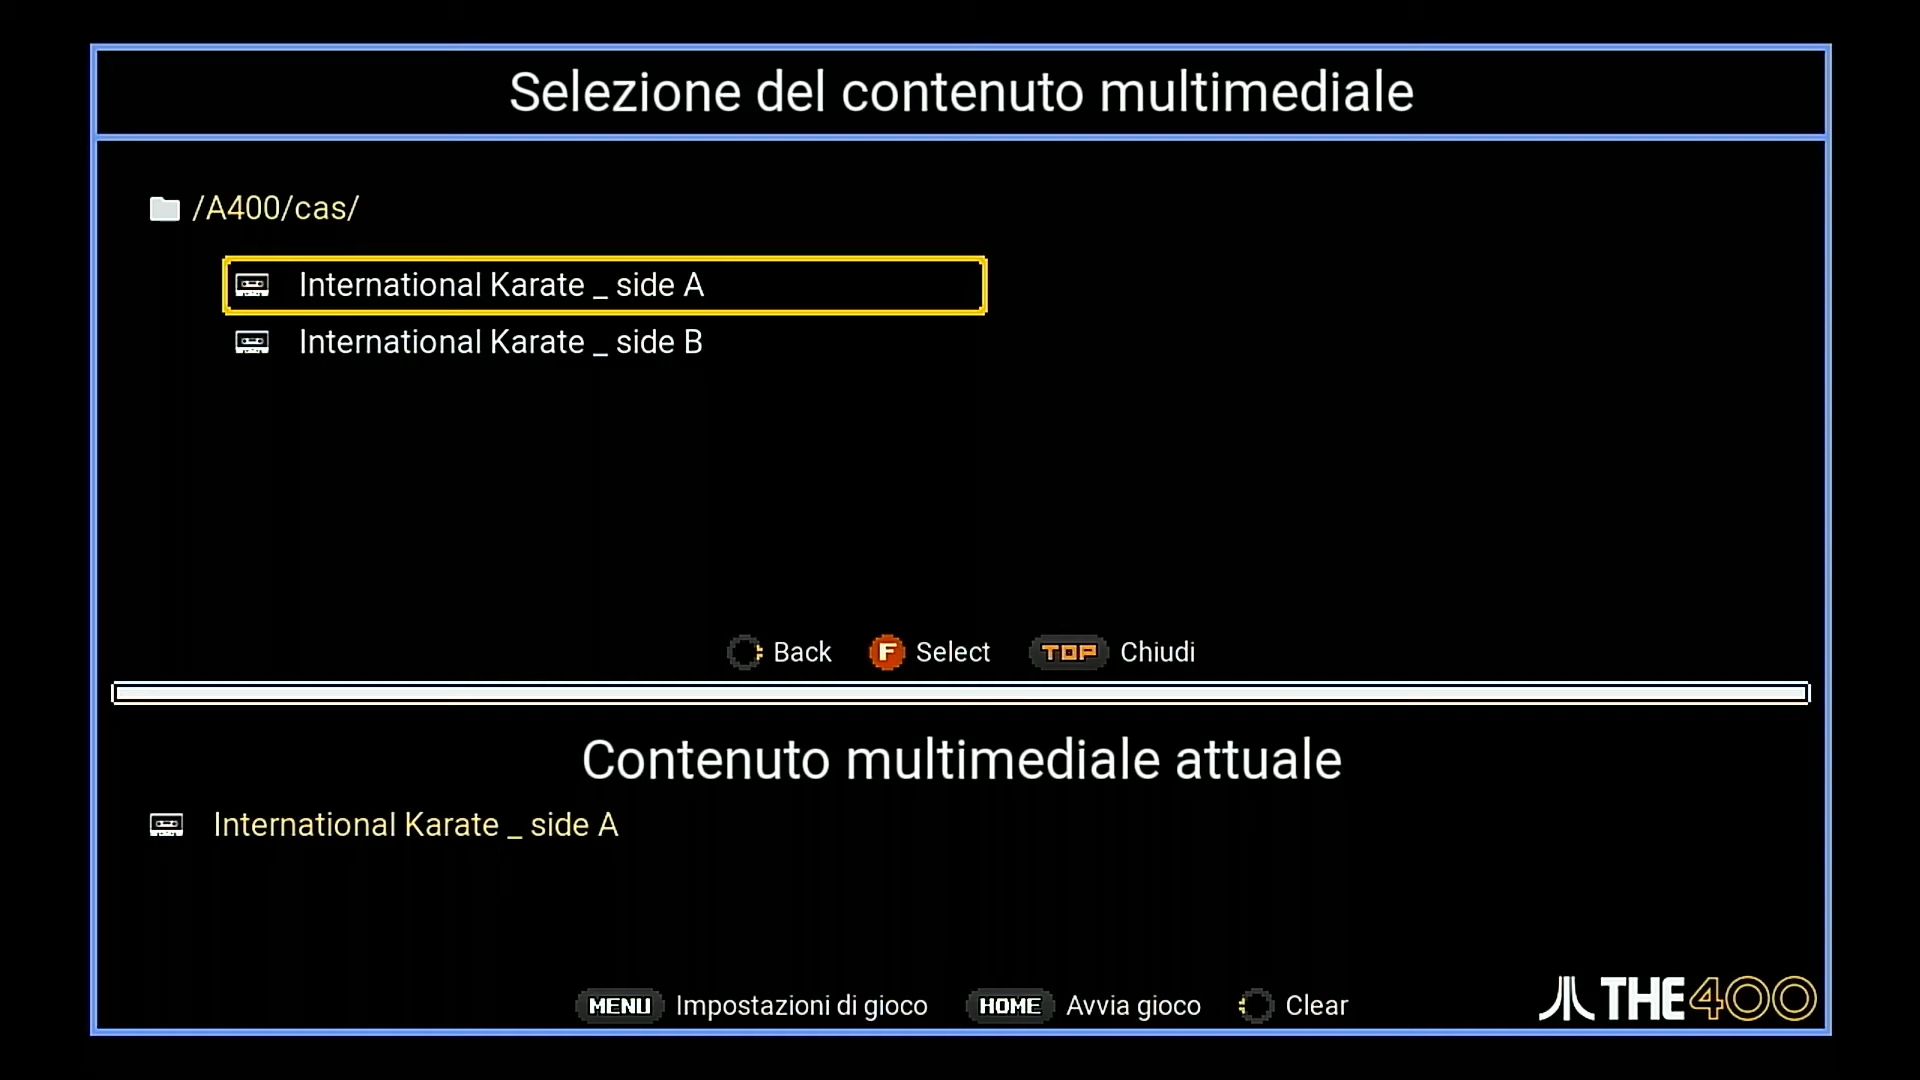 Selezione del contenuto multimediale
/A400/cas/
International Karate _ side A
International Karate _ side B
Back F Select TOP Chiudi
Contenuto multimediale attuale
International Karate _ side A
MENU Impostazioni di gioco HOME Avvia gioco Clear
THE400